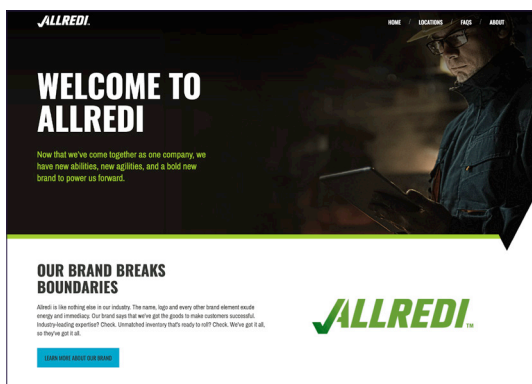 ALLREDI.
HOME / LOCATIONS / FAQS / ABOUT
WELCOME TO
ALLREDI
Now that we've come together as one company, we
have new abilities, new agilities, and a bold new
brand to power us forward.
OUR BRAND BREAKS
BOUNDARIES
Allredi is like nothing else in our industry. The name, logo and every other brand element exude
energy and immediacy. Our brand says that we've got the goods to make customers successful.
Industry-leading expertise? Check. Unmatched inventory that's ready to roll? Check. We've got it all,
so they've got it all.
ALLREDI.™
LEARN MORE ABOUT OUR BRAND